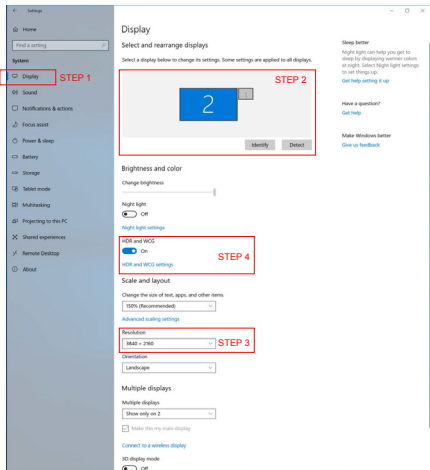 Settings
Home
Find a setting
System
Display
STEP 1
Sound
Notifications & actions
Focus assist
Power & sleep
Battery
Storage
Tablet mode
Multitasking
Projecting to this PC
Shared experiences
Remote Desktop
About
Display
Select and rearrange displays
Select a display below to change its settings. Some settings are applied to all displays.
STEP 2
2
1
Identify
Detect
Brightness and color
Change brightness
Night light
Off
Night light settings
HDR and WCG
On
STEP 4
HDR and WCG settings
Scale and layout
Change the size of text, apps, and other items
150% (Recommended)
Advanced scaling settings
Resolution
3840 × 2160
STEP 3
Orientation
Landscape
Multiple displays
Multiple displays
Show only on 2
Make this my main display
Connect to a wireless display
3D display mode
Off
Sleep better
Night light can help you get to
sleep by displaying warmer colors
at night. Select Night light settings
to set things up.
Get help setting it up
Have a question?
Get help
Make Windows better
Give us feedback